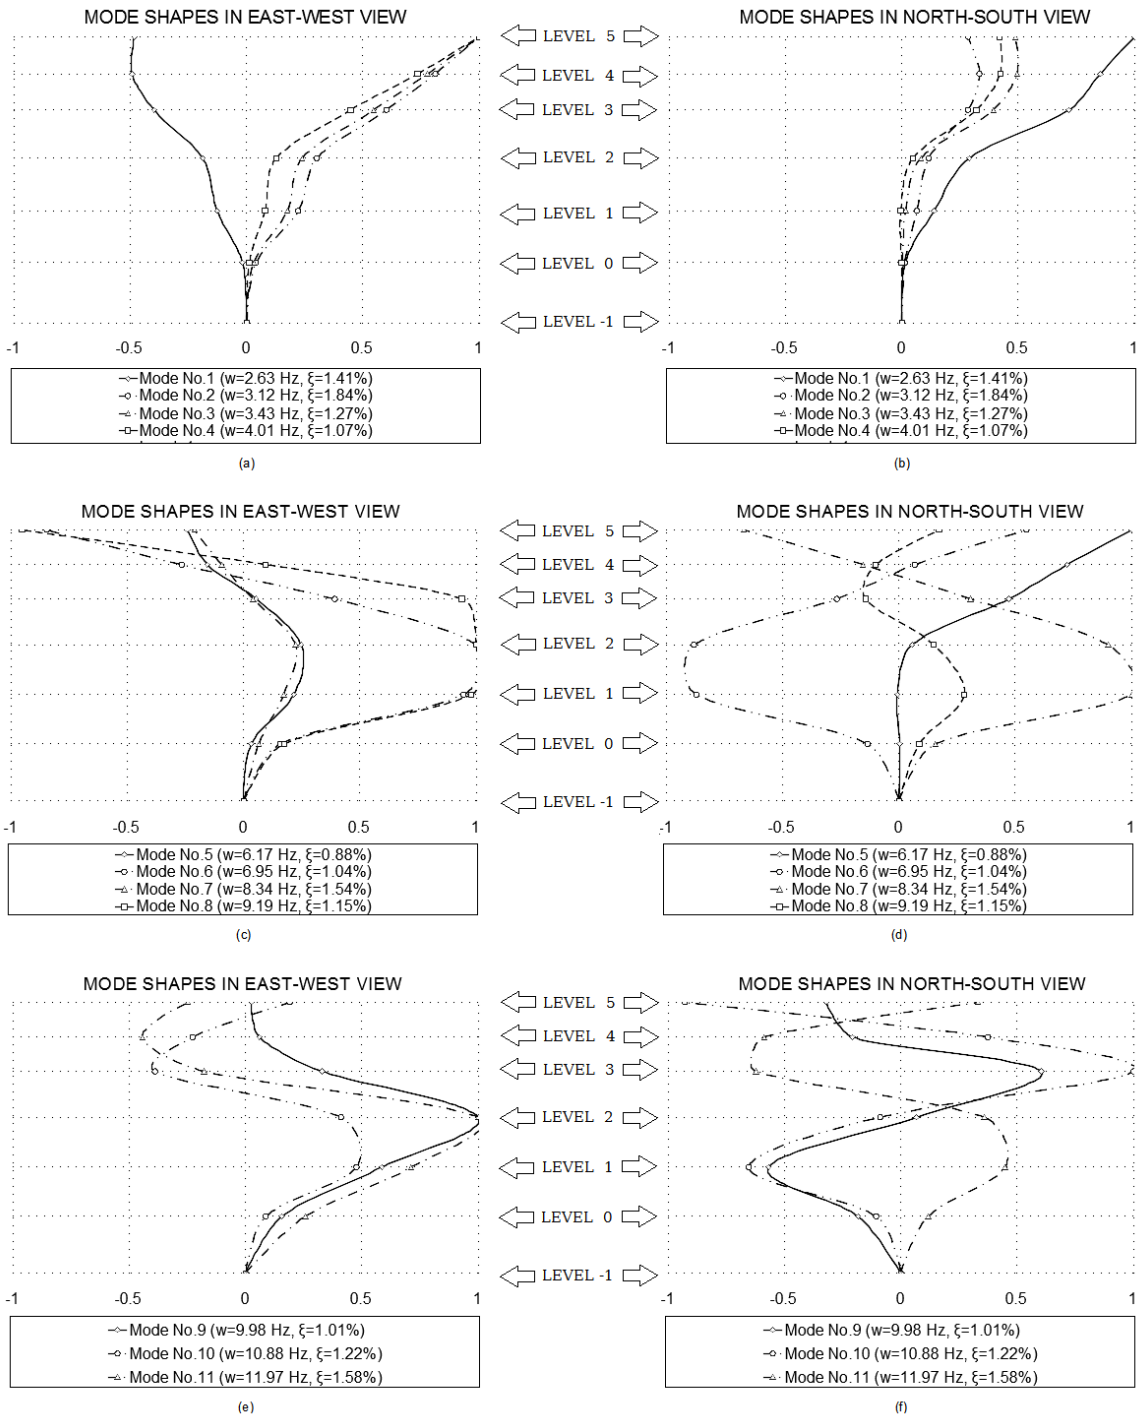 MODE SHAPES IN EAST-WEST VIEW
MODE SHAPES IN NORTH-SOUTH VIEW
LEVEL 5
LEVEL 4
LEVEL 3
LEVEL 2
LEVEL 1
LEVEL 0
LEVEL -1
-1 -0.5 0 0.5 1
-1 -0.5 0 0.5 1
Mode No.1 (w=2.63 Hz, ξ=1.41%)
Mode No.2 (w=3.12 Hz, ξ=1.84%)
Mode No.3 (w=3.43 Hz, ξ=1.27%)
Mode No.4 (w=4.01 Hz, ξ=1.07%)
Mode No.1 (w=2.63 Hz, ξ=1.41%)
Mode No.2 (w=3.12 Hz, ξ=1.84%)
Mode No.3 (w=3.43 Hz, ξ=1.27%)
Mode No.4 (w=4.01 Hz, ξ=1.07%)
(a)
(b)
MODE SHAPES IN EAST-WEST VIEW
MODE SHAPES IN NORTH-SOUTH VIEW
LEVEL 5
LEVEL 4
LEVEL 3
LEVEL 2
LEVEL 1
LEVEL 0
LEVEL -1
-1 -0.5 0 0.5 1
-1 -0.5 0 0.5 1
Mode No.5 (w=6.17 Hz, ξ=0.88%)
Mode No.6 (w=6.95 Hz, ξ=1.04%)
Mode No.7 (w=8.34 Hz, ξ=1.54%)
Mode No.8 (w=9.19 Hz, ξ=1.15%)
Mode No.5 (w=6.17 Hz, ξ=0.88%)
Mode No.6 (w=6.95 Hz, ξ=1.04%)
Mode No.7 (w=8.34 Hz, ξ=1.54%)
Mode No.8 (w=9.19 Hz, ξ=1.15%)
(c)
(d)
MODE SHAPES IN EAST-WEST VIEW
MODE SHAPES IN NORTH-SOUTH VIEW
LEVEL 5
LEVEL 4
LEVEL 3
LEVEL 2
LEVEL 1
LEVEL 0
LEVEL -1
-1 -0.5 0 0.5 1
-1 -0.5 0 0.5 1
Mode No.9 (w=9.98 Hz, ξ=1.01%)
Mode No.10 (w=10.88 Hz, ξ=1.22%)
Mode No.11 (w=11.97 Hz, ξ=1.58%)
Mode No.9 (w=9.98 Hz, ξ=1.01%)
Mode No.10 (w=10.88 Hz, ξ=1.22%)
Mode No.11 (w=11.97 Hz, ξ=1.58%)
(e)
(f)